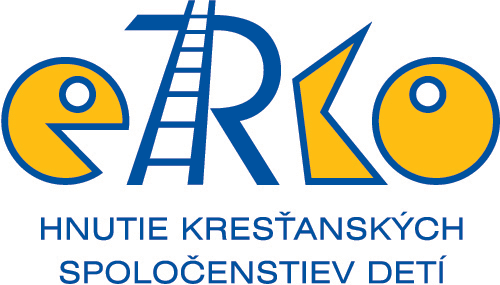 eRko
HNUTIE KRESŤANSKÝCH
SPOLOČENSTIEV DETÍ